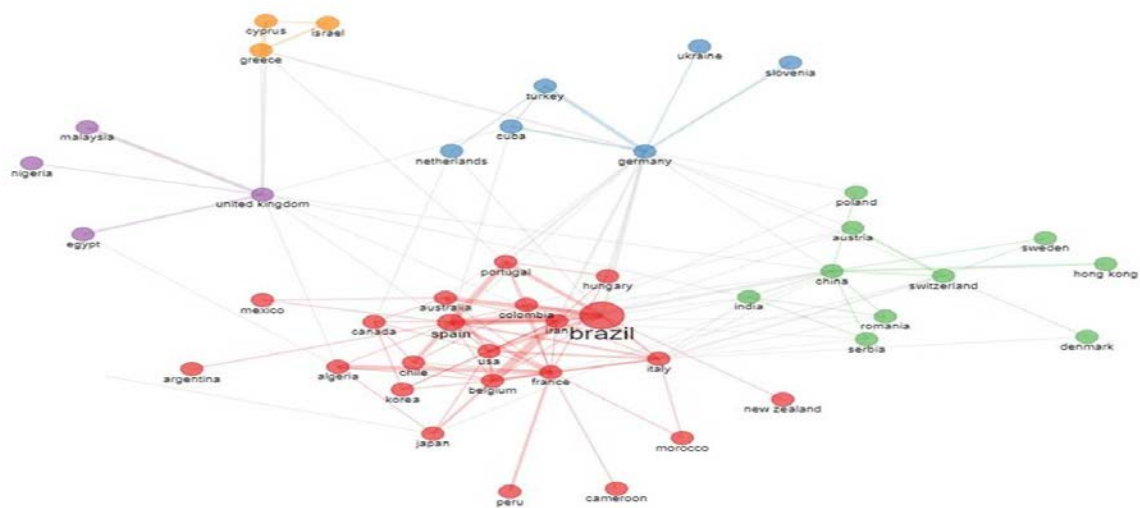 cyprus
israel
greece
ukraine
slovenia
turkey
cuba
malaysia
netherlands
germany
nigeria
united kingdom
poland
egypt
austria
sweden
portugal
hong kong
china
switzerland
hungary
australia
mexico
colombia
india
canada
spain
iran
brazil
romania
usa
serbia
denmark
italy
argentina
algeria
chile
france
belgium
korea
new zealand
japan
morocco
peru
cameroon